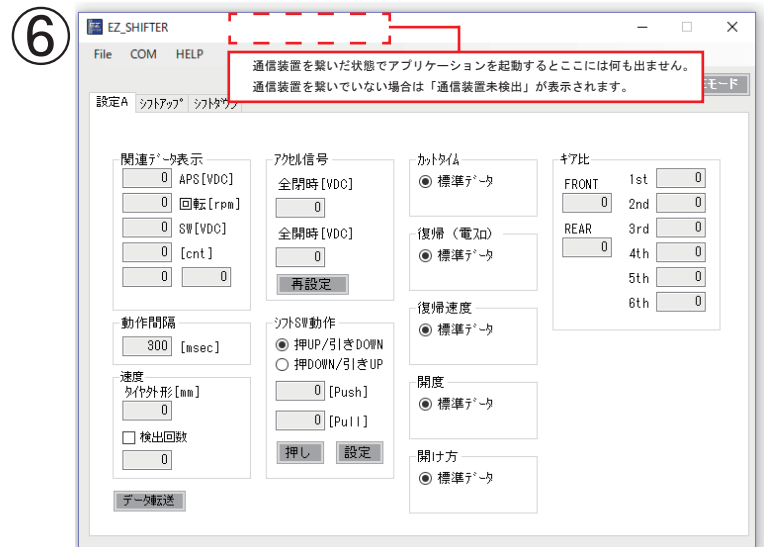 ⑥
EZ_SHIFTER
File COM HELP
通信装置を繋いだ状態でアプリケーションを起動するとここには何も出ません。
通信装置を繋いでいない場合は「通信装置未検出」が表示されます。
モード
設定A ｼﾌﾄｱｯﾌﾟ ｼﾌﾄﾀﾞｳﾝ
関連ﾃﾞｰﾀ表示
0 APS[VDC]
0 回転[rpm]
0 SW[VDC]
0 [cnt]
0 0
動作間隔
300 [msec]
速度
ﾀｲﾔ外形[mm]
0
検出回数
0
ﾃﾞｰﾀ転送
ｱｸｾﾙ信号
全閉時[VDC]
0
全開時[VDC]
0
再設定
ｼﾌﾄSW動作
押UP/引きDOWN
押DOWN/引きUP
0 [Push]
0 [Pull]
押し 設定
ｶｯﾄﾀｲﾑ
標準ﾃﾞｰﾀ
復帰（電ｽﾛ）
標準ﾃﾞｰﾀ
復帰速度
標準ﾃﾞｰﾀ
開度
標準ﾃﾞｰﾀ
開け方
標準ﾃﾞｰﾀ
ｷﾞｱ比
FRONT
0
REAR
0
1st 0
2nd 0
3rd 0
4th 0
5th 0
6th 0